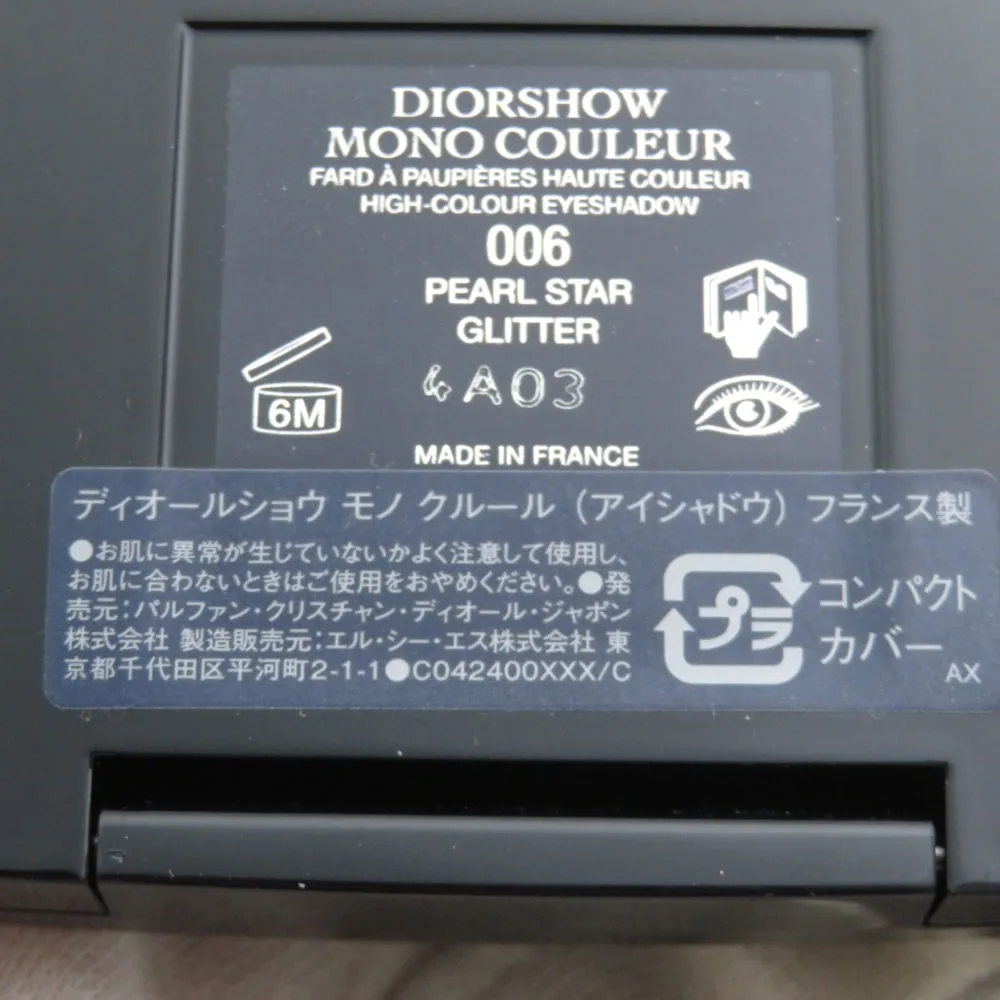 DIORSHOW
MONO COULEUR
FARD À PAUPIÈRES HAUTE COULEUR
HIGH-COLOUR EYESHADOW
006
PEARL STAR
GLITTER
6M
4A03
MADE IN FRANCE
ディオールショウ モノ クルール（アイシャドウ）フランス製
●お肌に異常が生じていないかよく注意して使用し、
お肌に合わないときはご使用をおやめください。●発
売元：パルファン・クリスチャン・ディオール・ジャポン
株式会社 製造販売元：エル・シー・エス株式会社 東
京都千代田区平河町2-1-1●C042400XXX/C
プラ
コンパクト
カバー
AX